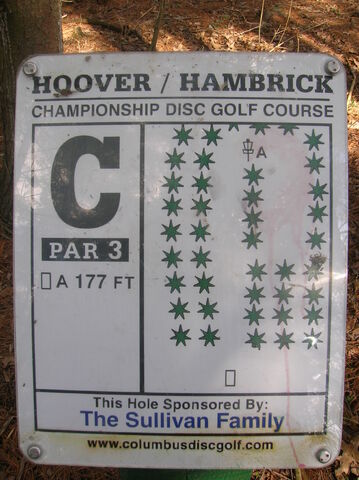 HOOVER / HAMBRICK
CHAMPIONSHIP DISC GOLF COURSE
C
PAR 3
A 177 FT
A
This Hole Sponsored By:
The Sullivan Family
www.columbusdiscgolf.com